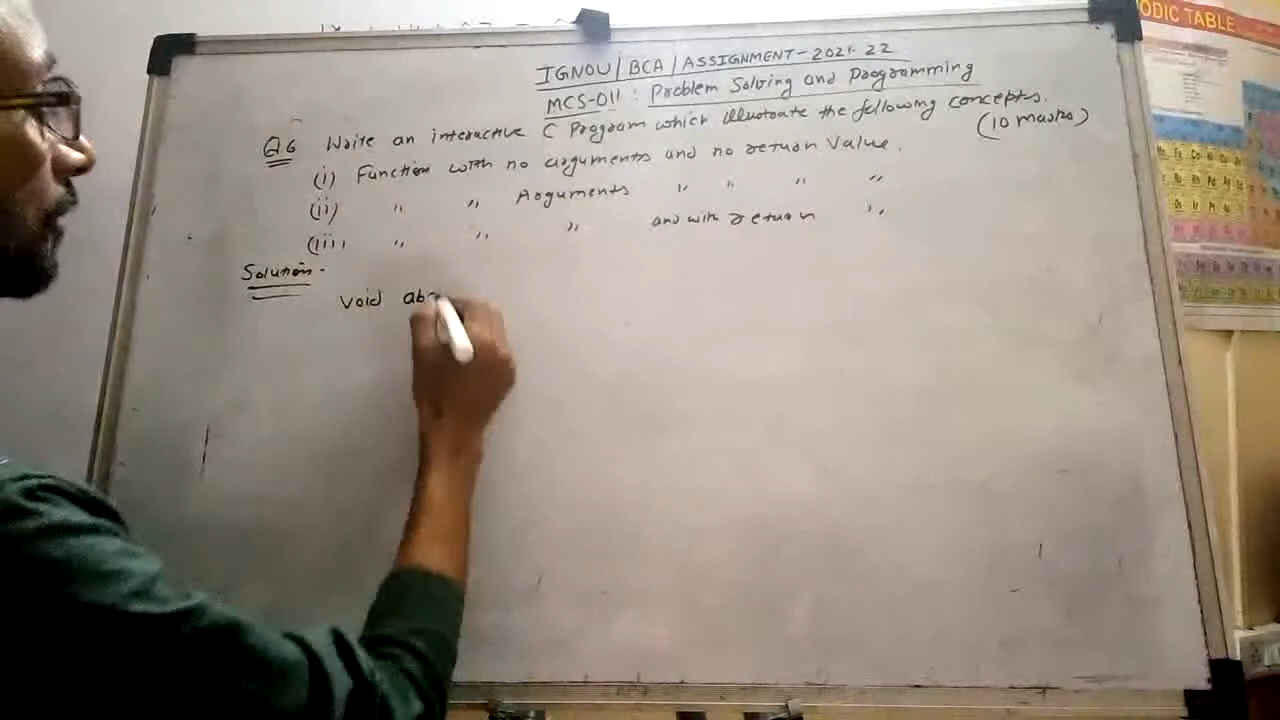 ODIC TABLE
IGNOU/BCA/ASSIGNMENT-2021-22
MCS-011: Problem Solving and Programming
Q6 Write an interactive C Program which illustrate the following concepts.
(10 marks)
(i) Function with no arguments and no return Value.
(ii) " " Arguments " " " "
(iii) " " " and with return "
Solution-
Void ab